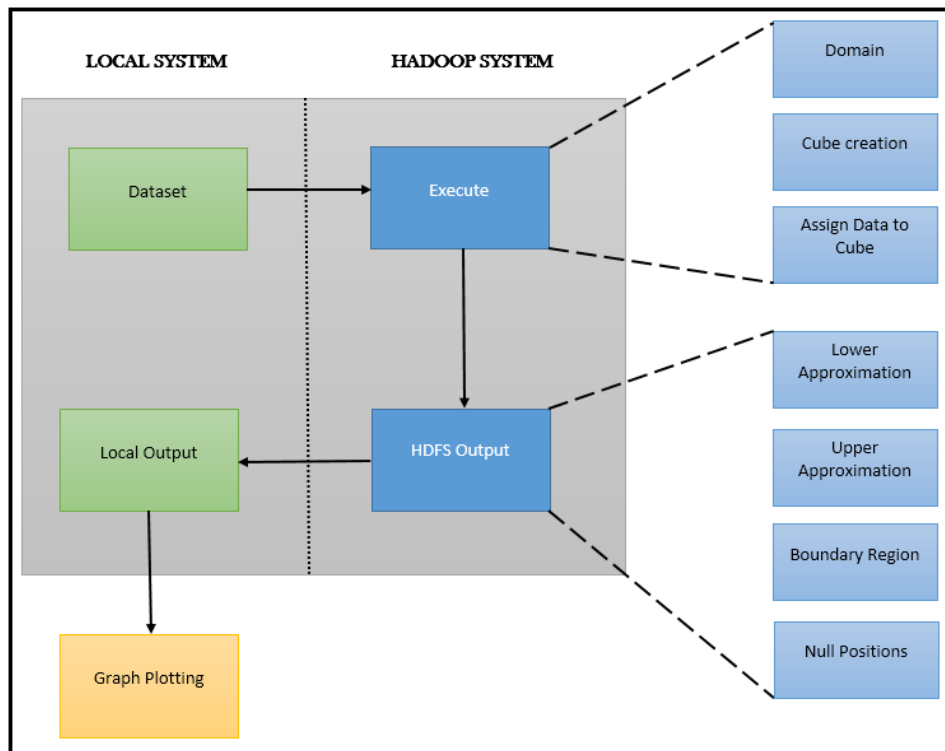 LOCAL SYSTEM
HADOOP SYSTEM
Domain
Cube creation
Dataset
Execute
Assign Data to
Cube
Lower
Approximation
Local Output
HDFS Output
Upper
Approximation
Boundary Region
Graph Plotting
Null Positions